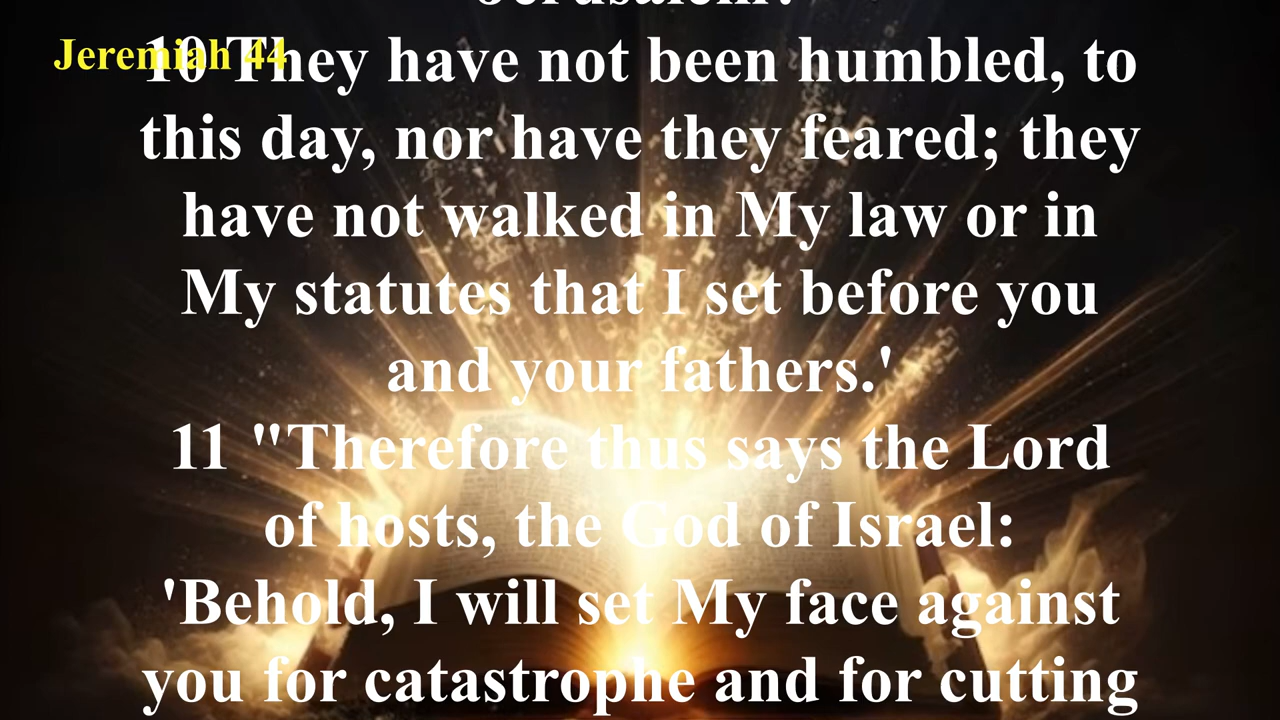 Jerusalem?
Jeremiah 44
10 They have not been humbled, to
this day, nor have they feared; they
have not walked in My law or in
My statutes that I set before you
and your fathers.'
11 "Therefore thus says the Lord
of hosts, the God of Israel:
'Behold, I will set My face against
you for catastrophe and for cutting